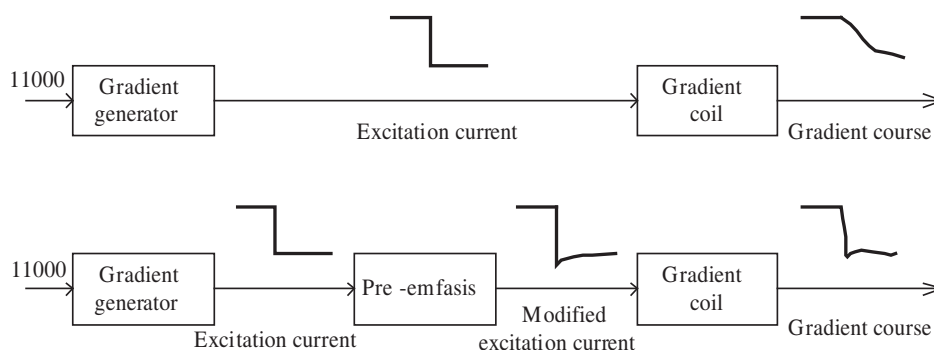 11000
Gradient
generator
Excitation current
Gradient
coil
Gradient course
11000
Gradient
generator
Excitation current
Pre -emfasis
Modified
excitation current
Gradient
coil
Gradient course